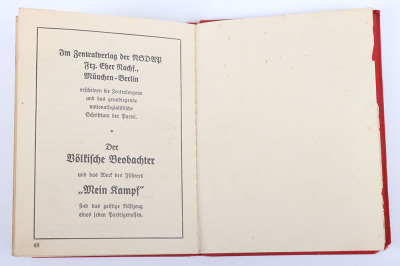 Im Zentralverlag der NSDAP
Frz. Eher Nachf.,
München-Berlin
erscheinen die Zentralorgane
und das grundlegende
nationalsozialistische
Schrifttum der Partei.
*
Der
Völkische Beobachter
und das Werk des Führers
„Mein Kampf"
sind das geistige Rüstzeug
eines jeden Parteigenossen.
48